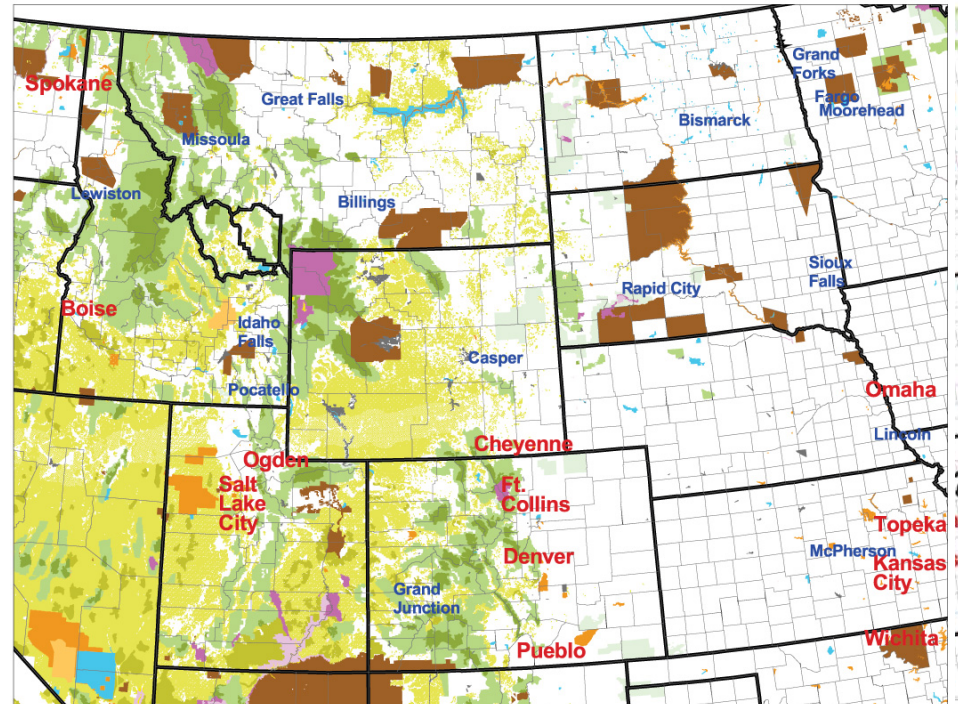 Grand
Forks
Spokane
Great Falls
Fargo
Moorehead
Bismarck
Missoula
Lewiston
Billings
Sioux
Falls
Rapid City
Boise
Idaho
Falls
Casper
Pocatello
Omaha
Lincoln
Cheyenne
Ogden
Salt
Lake
City
Ft.
Collins
Topeka
McPherson
Denver
Kansas
City
Grand
Junction
Pueblo
Wichita